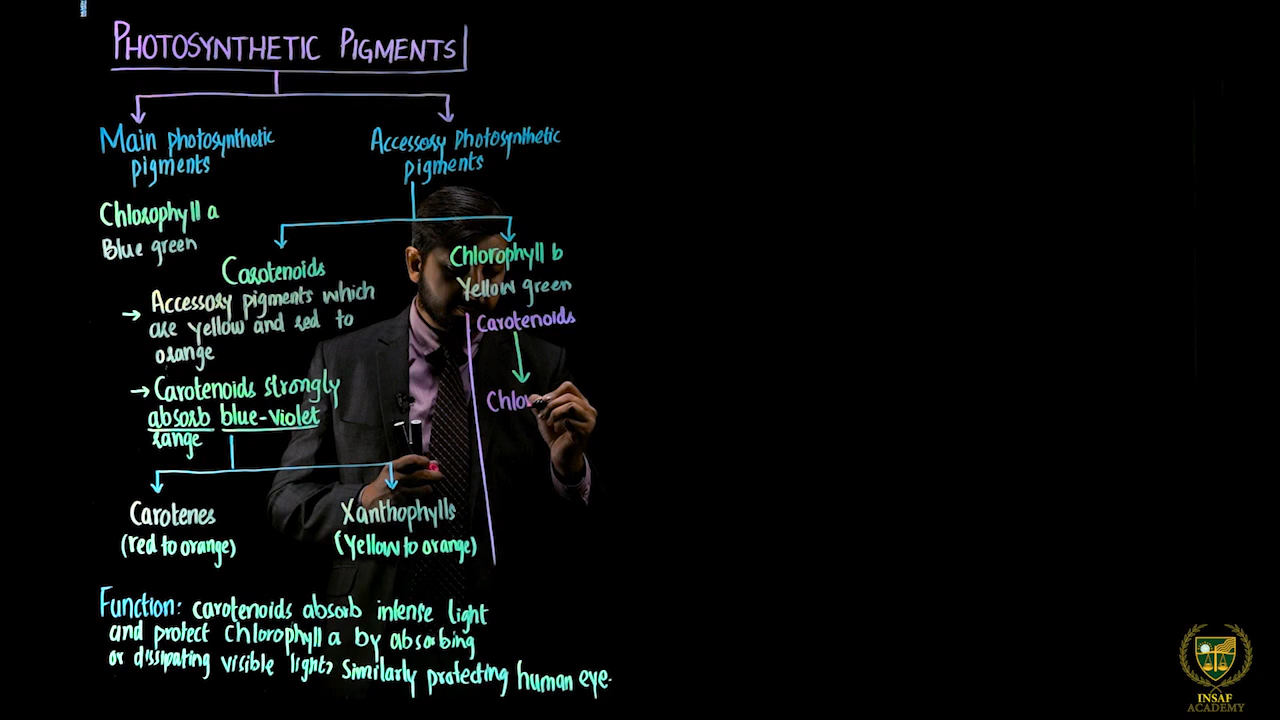 PHOTOSYNTHETIC PIGMENTS
Main photosynthetic
pigments
Accessory photosynthetic
pigments
Chlorophyll a
Blue green
Carotenoids
→ Accessory pigments which
are yellow and red to
orange
→ Carotenoids strongly
absorb blue-violet
range
Carotenes
(red to orange)
Xanthophylls
(Yellow to orange)
Chlorophyll b
Yellow green
Carotenoids
Chlo
Function: carotenoids absorb intense light
and protect chlorophyll a by absorbing
or dissipating visible light, Similarly protecting human eye.
INSAF
ACADEMY